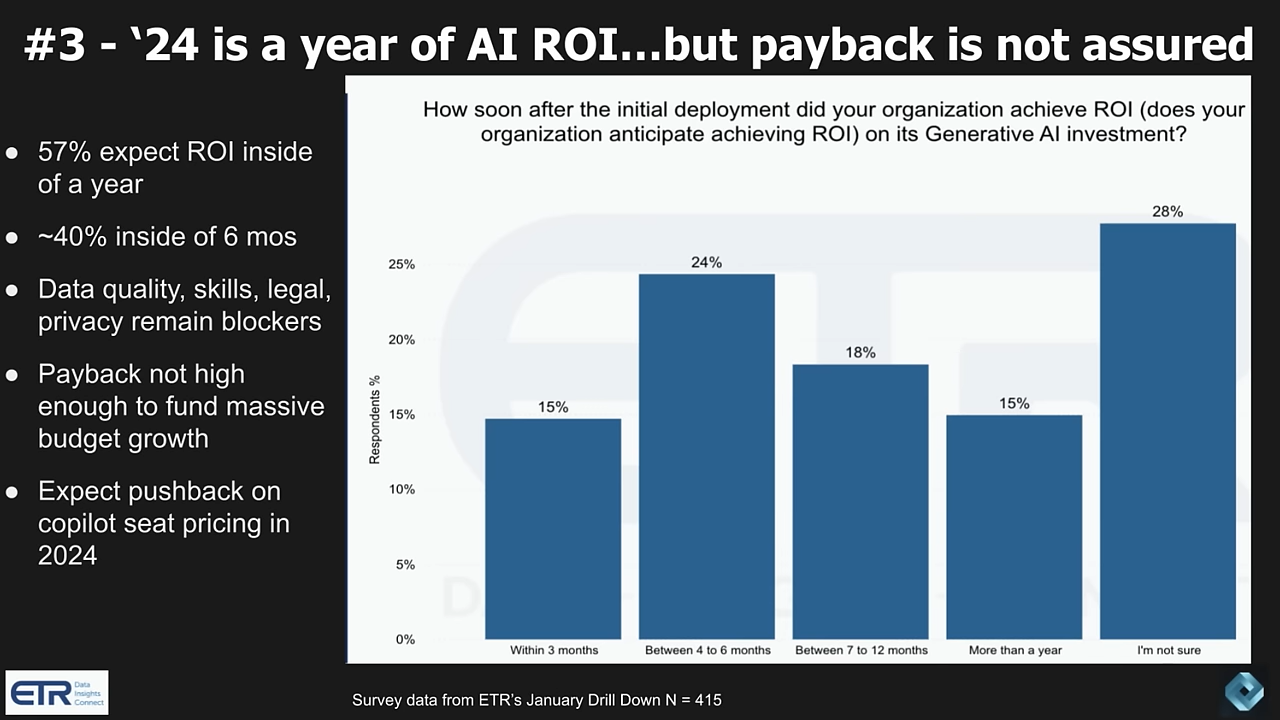 #3 - ‘24 is a year of AI ROI...but payback is not assured
● 57% expect ROI inside
of a year
● ~40% inside of 6 mos
● Data quality, skills, legal,
privacy remain blockers
● Payback not high
enough to fund massive
budget growth
● Expect pushback on
copilot seat pricing in
2024
How soon after the initial deployment did your organization achieve ROI (does your
organization anticipate achieving ROI) on its Generative AI investment?
Respondents %
25%
20%
15%
10%
5%
0%
15%
24%
18%
15%
28%
Within 3 months
Between 4 to 6 months
Between 7 to 12 months
More than a year
I'm not sure
ETR Data
Insights
Connect
Survey data from ETR’s January Drill Down N = 415